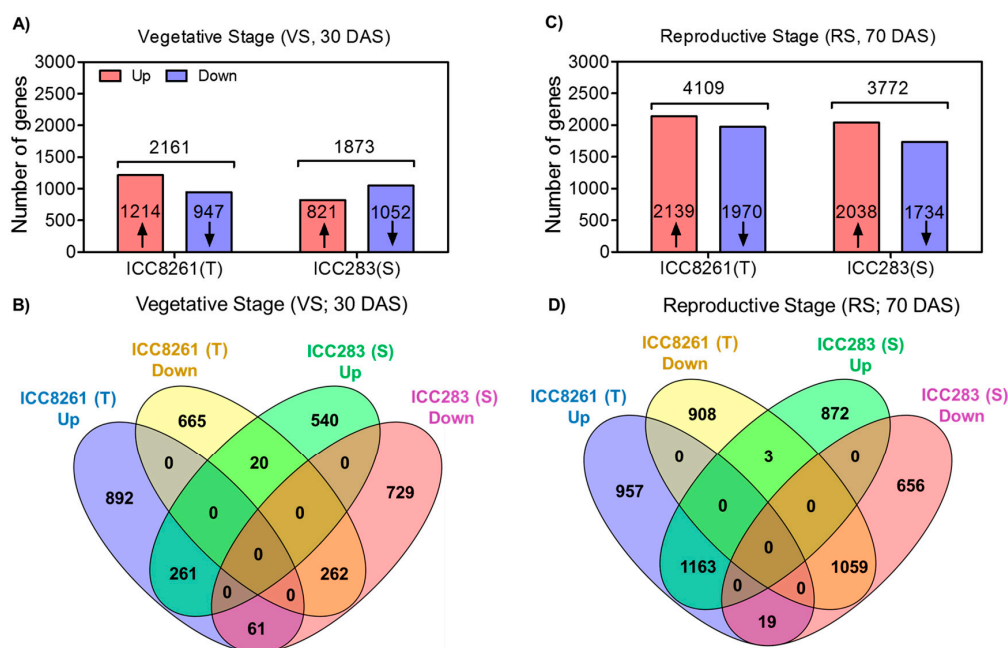 A)
Vegetative Stage (VS, 30 DAS)
Number of genes
3000
2500
2000
1500
1000
500
0
Up
Down
2161
1873
1214
947
821
1052
ICC8261(T)
ICC283(S)
C)
Reproductive Stage (RS, 70 DAS)
Number of genes
3000
2500
2000
1500
1000
500
0
4109
3772
2139
1970
2038
1734
ICC8261(T)
ICC283(S)
B)
Vegetative Stage (VS; 30 DAS)
ICC8261 (T)
Up
ICC8261 (T)
Down
ICC283 (S)
Up
ICC283 (S)
Down
665
540
0
20
0
892
729
0
0
0
261
262
0
0
61
D)
Reproductive Stage (RS; 70 DAS)
ICC8261 (T)
Up
ICC8261 (T)
Down
ICC283 (S)
Up
ICC283 (S)
Down
908
872
0
3
0
957
656
0
0
0
1163
1059
0
0
19